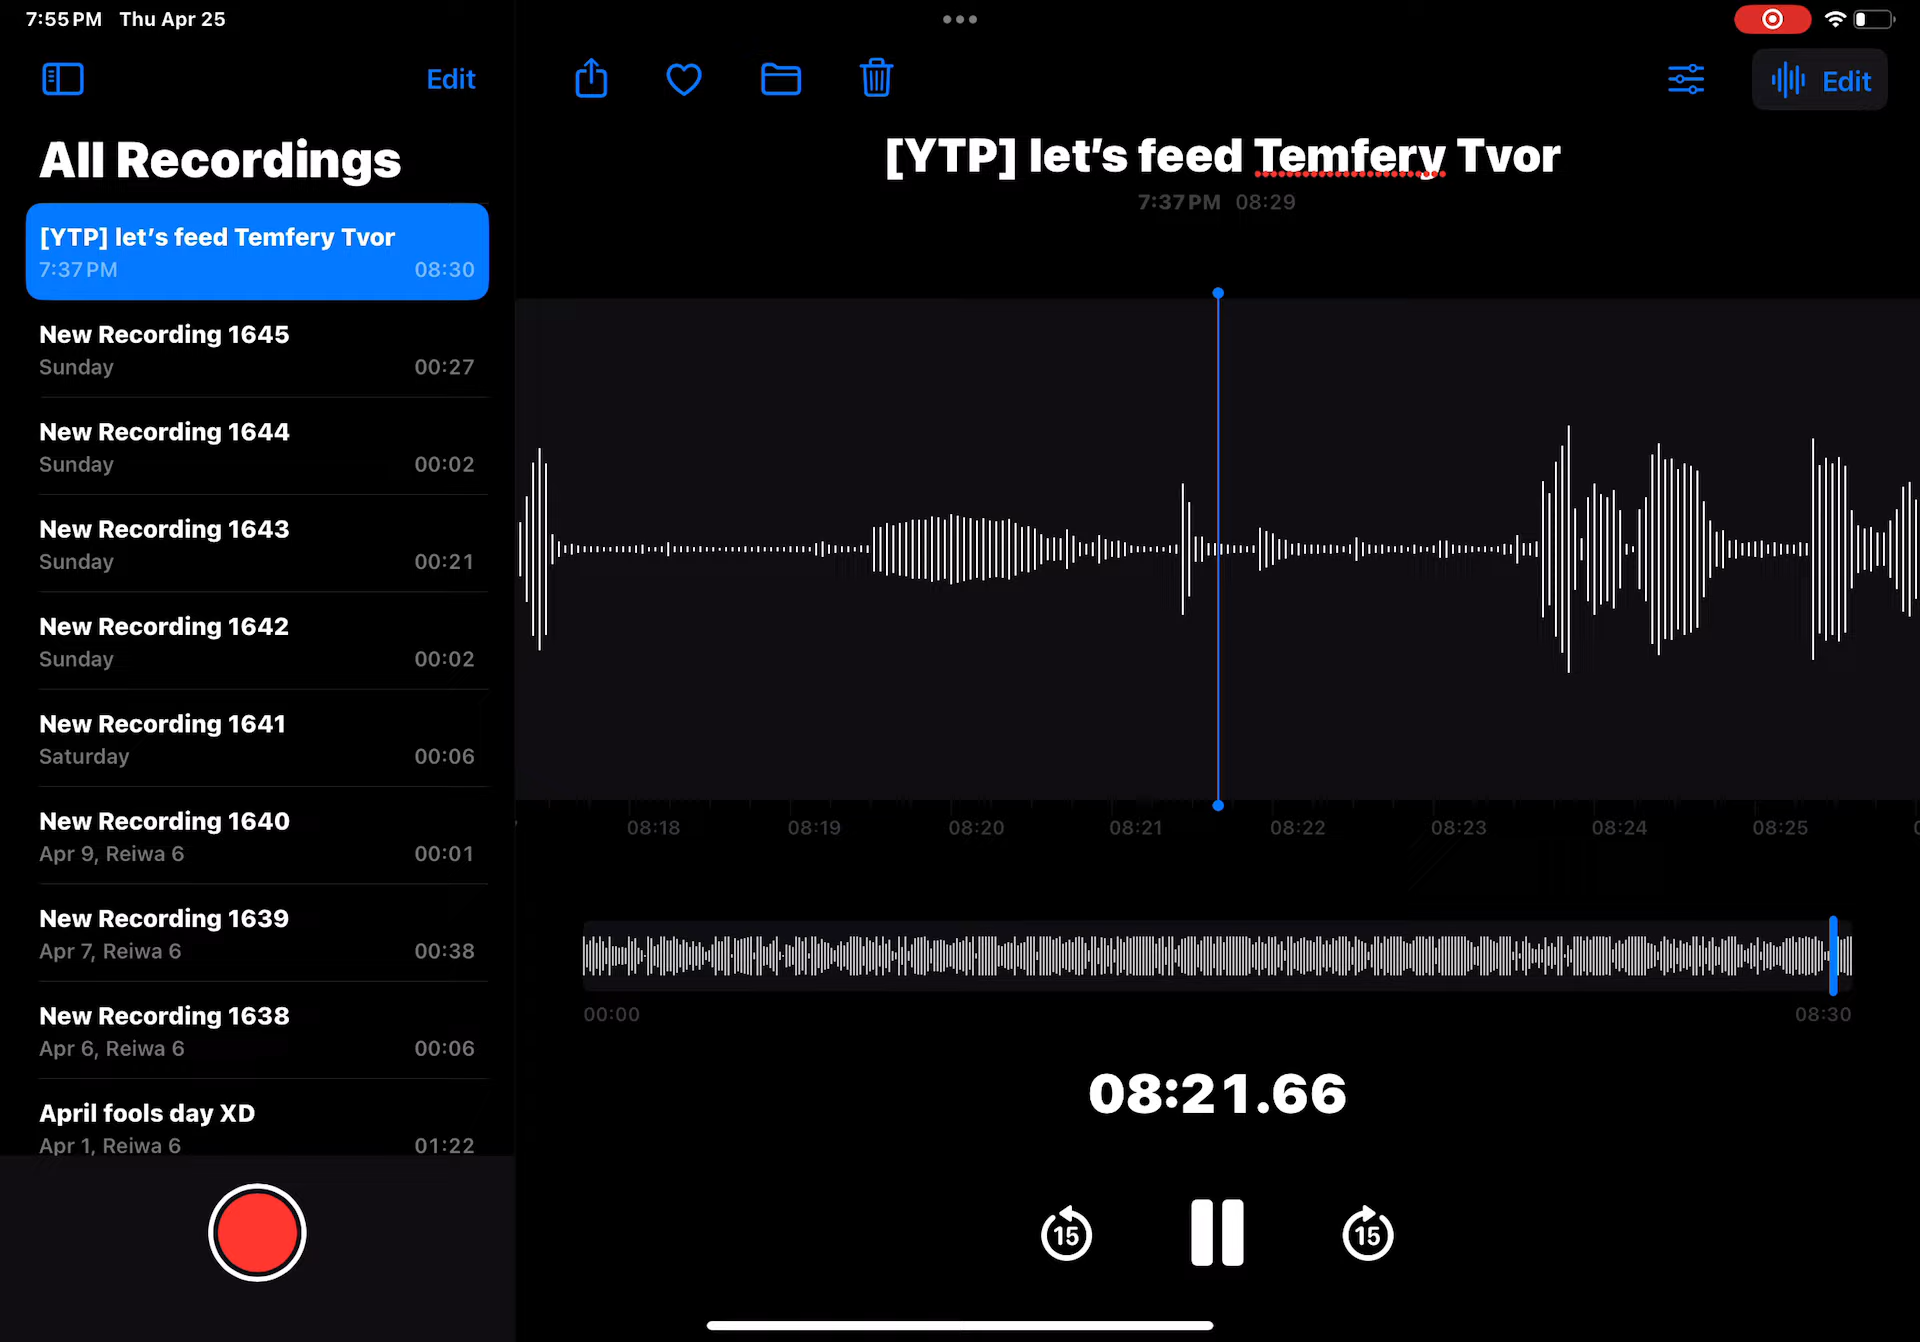 7:55 PM Thu Apr 25
Edit
All Recordings
[YTP] let's feed Temfery Tvor
7:37 PM 08:30
New Recording 1645
Sunday 00:27
New Recording 1644
Sunday 00:02
New Recording 1643
Sunday 00:21
New Recording 1642
Sunday 00:02
New Recording 1641
Saturday 00:06
New Recording 1640
Apr 9, Reiwa 6 00:01
New Recording 1639
Apr 7, Reiwa 6 00:38
New Recording 1638
Apr 6, Reiwa 6 00:06
April fools day XD
Apr 1, Reiwa 6 01:22
Edit
[YTP] let's feed Temfery Tvor
7:37 PM 08:29
08:18 08:19 08:20 08:21 08:22 08:23 08:24 08:25
00:00 08:30
08:21.66
15 15